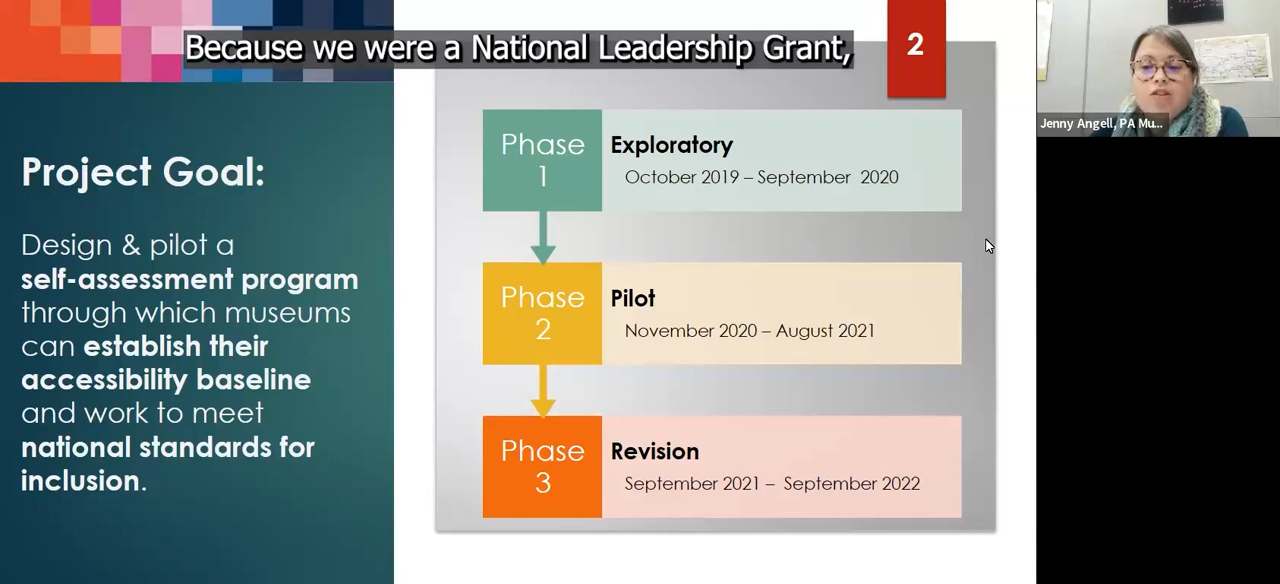 Because we were a National Leadership Grant,
2
Jenny Angell, PA Mu...
Project Goal:
Design & pilot a
self-assessment program
through which museums
can establish their
accessibility baseline
and work to meet
national standards for
inclusion.
Phase
1
Exploratory
October 2019 – September 2020
Phase
2
Pilot
November 2020 – August 2021
Phase
3
Revision
September 2021 – September 2022